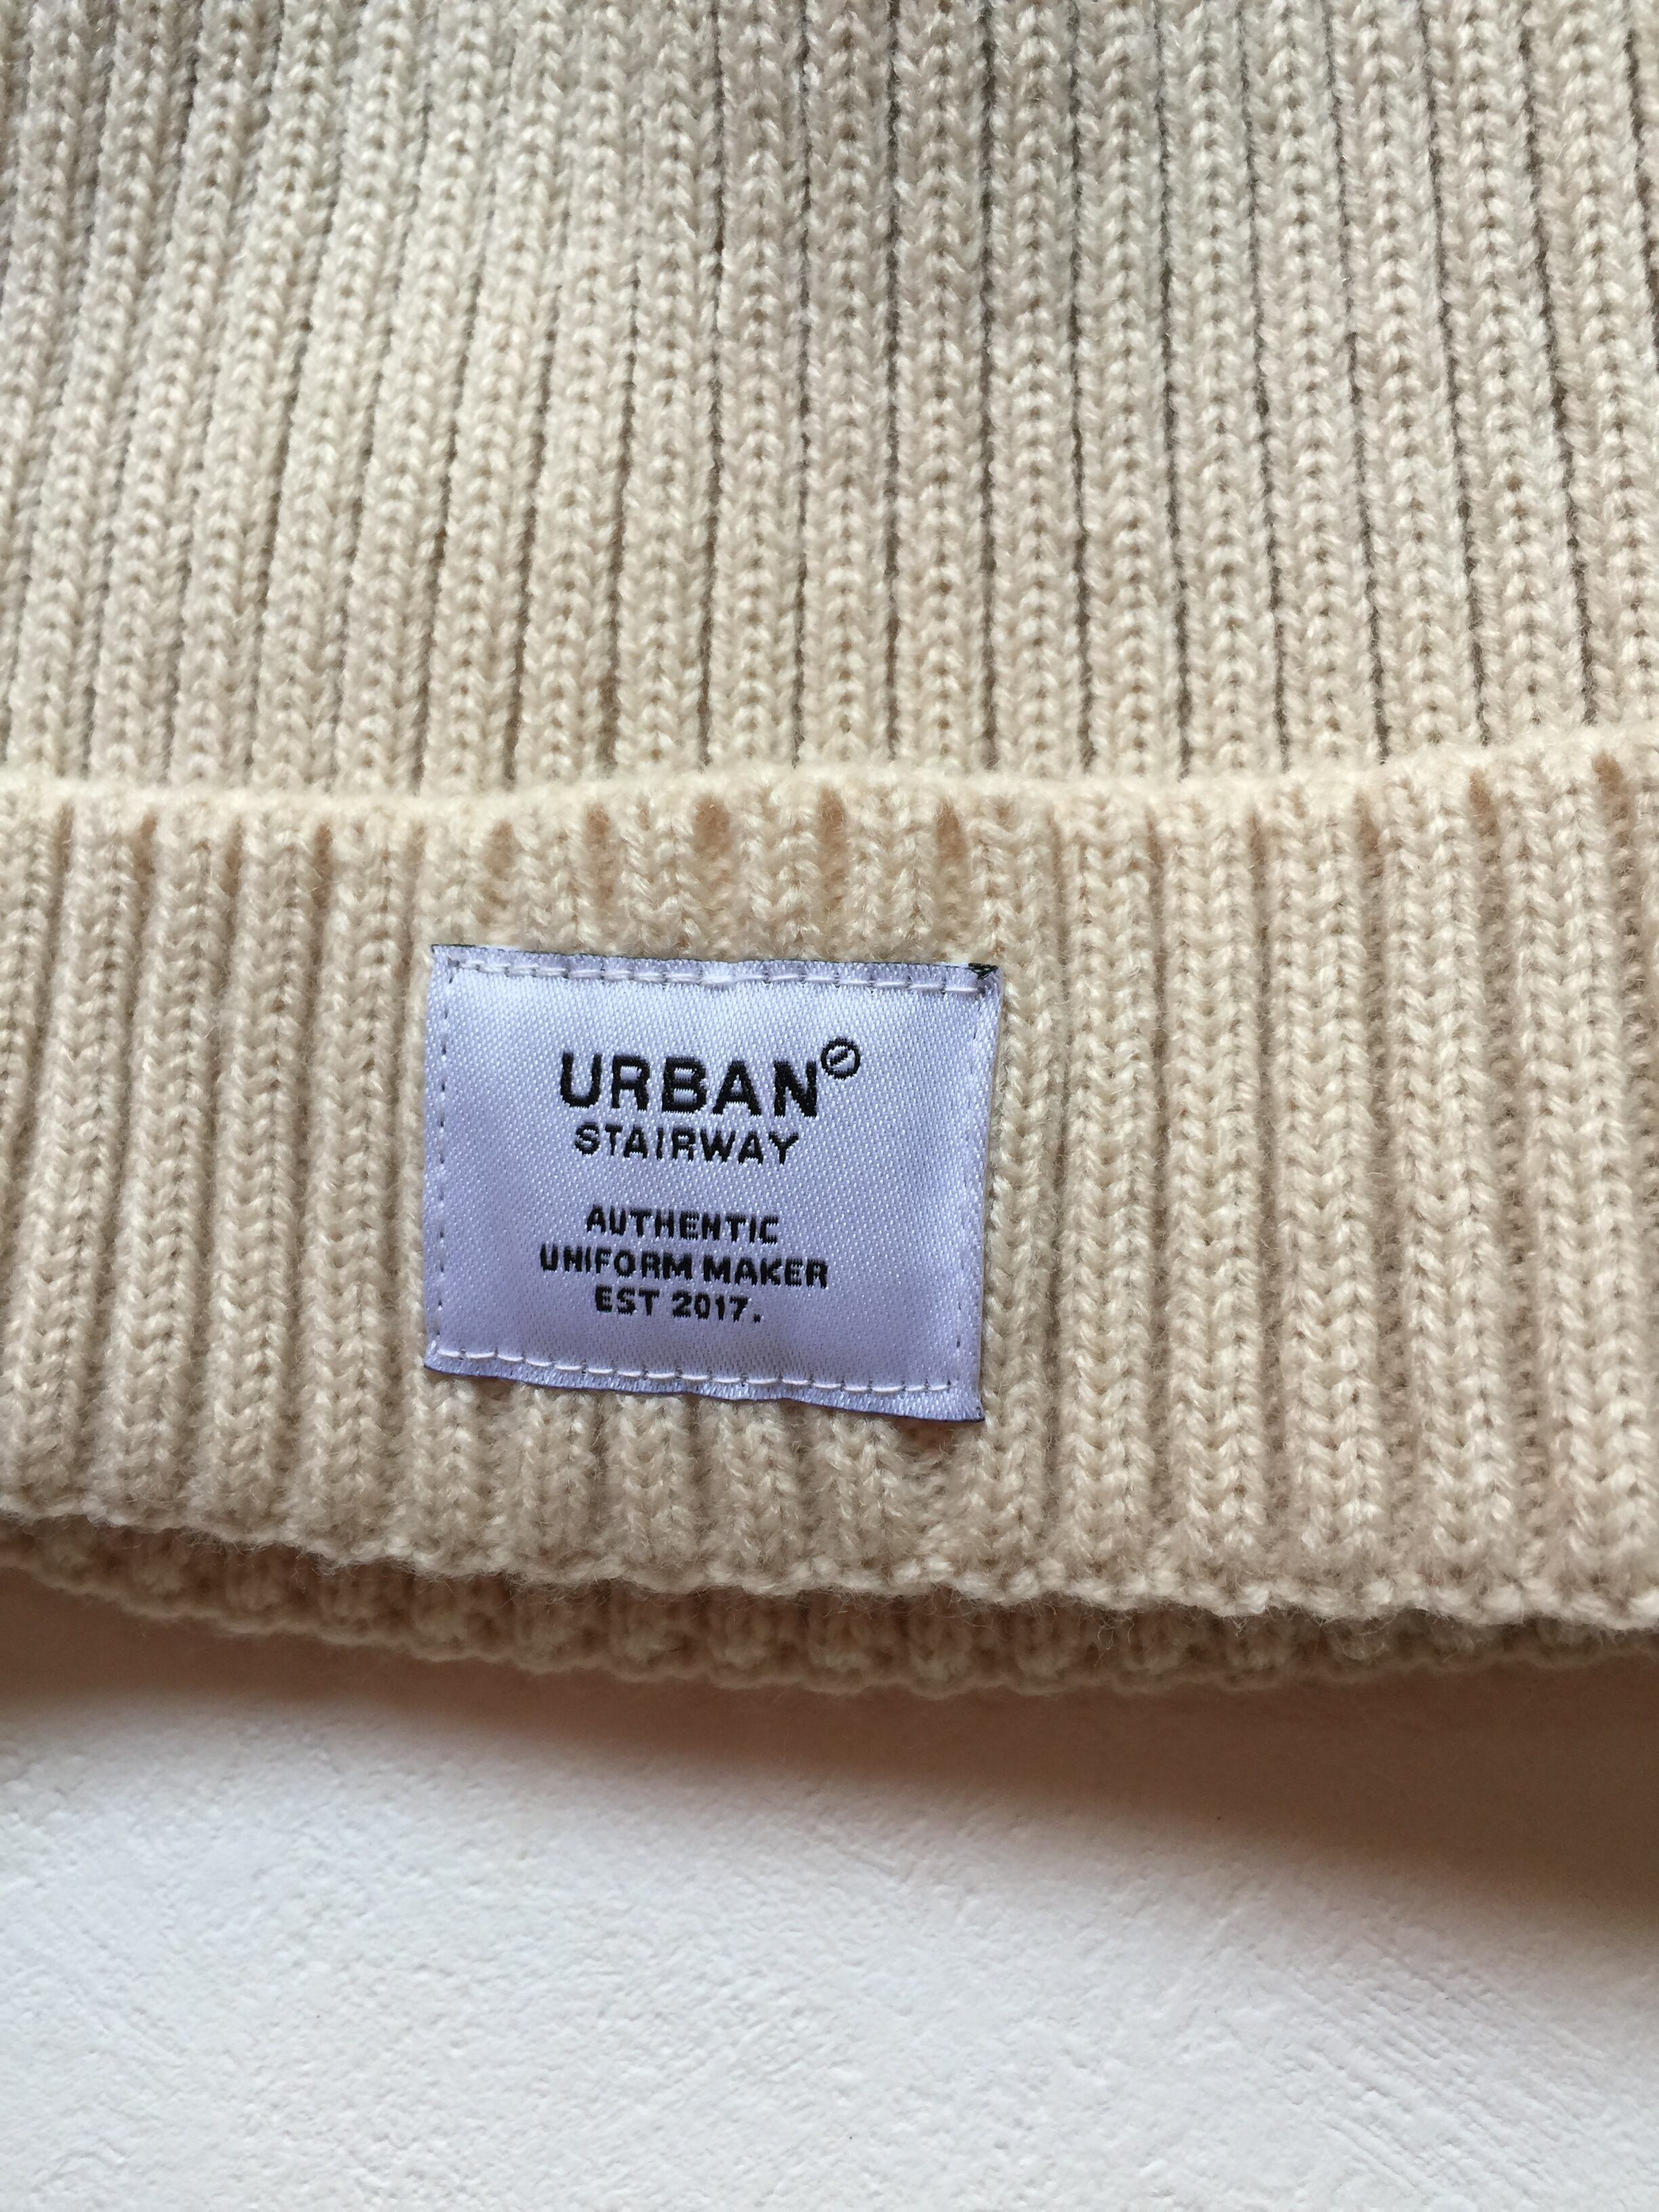 URBAN
STAIRWAY
AUTHENTIC
UNIFORM MAKER
EST 2017.